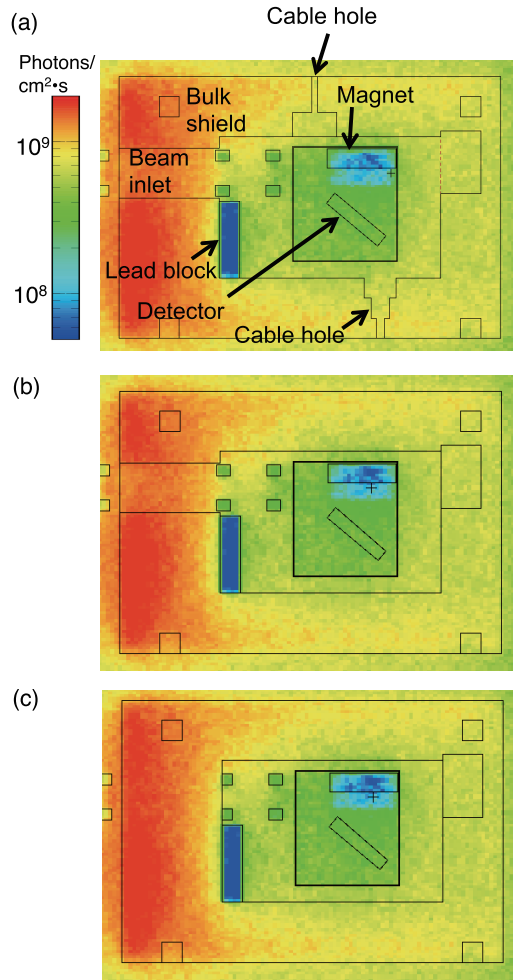 (a)
Cable hole
Photons/
cm²•s
Bulk
shield
Magnet
10⁹
Beam
inlet
Lead block
10⁸
Detector
Cable hole
(b)
(c)